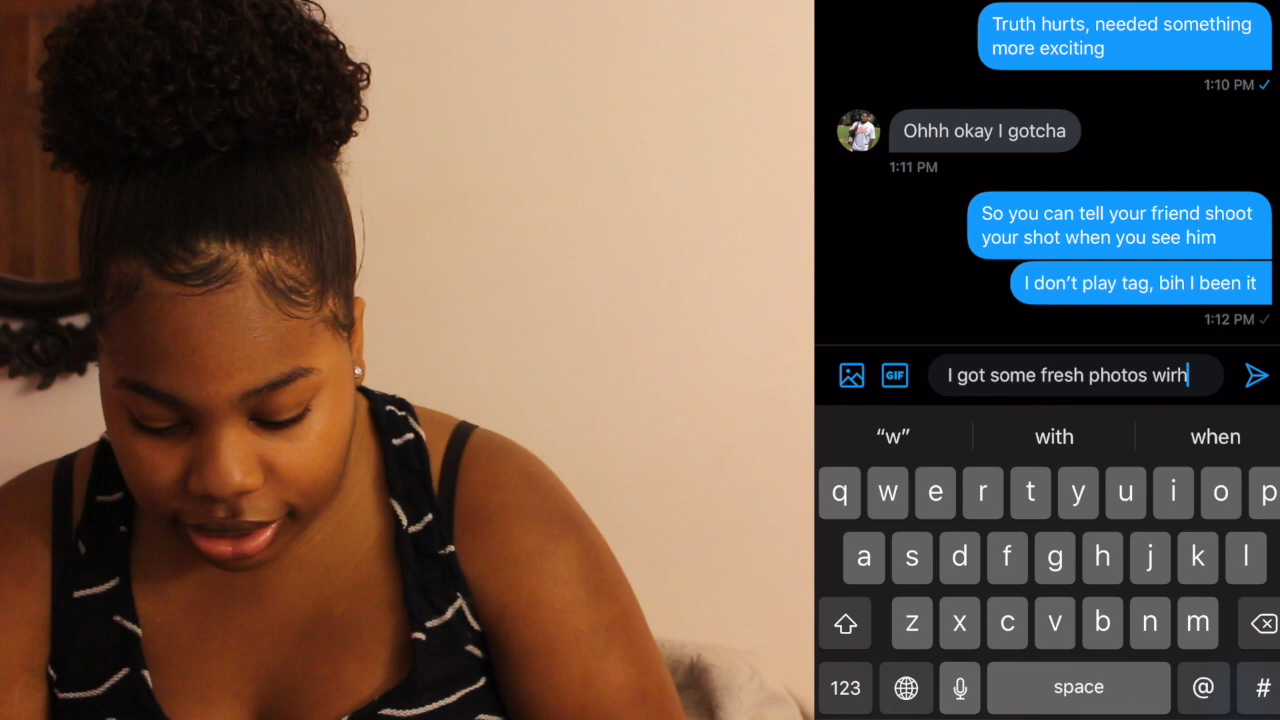 Truth hurts, needed something
more exciting
1:10 PM
Ohhh okay I gotcha
1:11 PM
So you can tell your friend shoot
your shot when you see him
I don’t play tag, bih I been it
1:12 PM
GIF
I got some fresh photos wirh
“w” with when
q w e r t y u i o p
a s d f g h j k l
z x c v b n m
123 space @ #